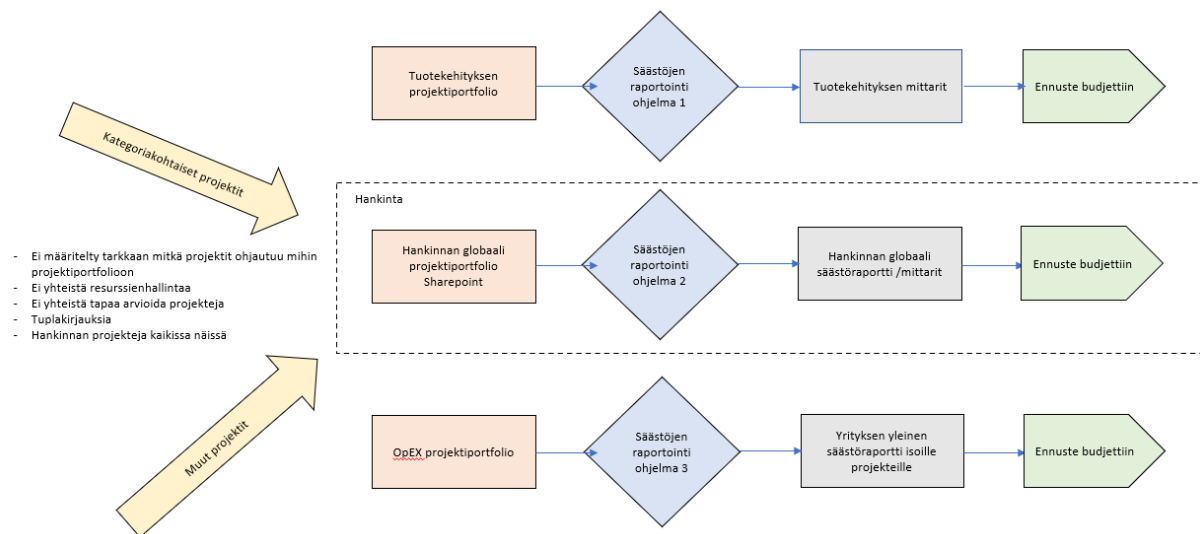 Tuotekehityksen
projektiportfolio
Säästöjen
raportointi
ohjelma 1
Tuotekehityksen mittarit
Ennuste budjettiin
Kategoriakohtaiset projektit
Hankinta
Hankinnan globaali
projektiportfolio
Sharepoint
Säästöjen
raportointi
ohjelma 2
Hankinnan globaali
säästöraportti /mittarit
Ennuste budjettiin
- Ei määritelty tarkkaan mitkä projektit ohjautuu mihin
projektiportfolioon
- Ei yhteistä resurssienhallintaa
- Ei yhteistä tapaa arvioida projekteja
- Tuplakirjauksia
- Hankinnan projekteja kaikissa näissä
Muut projektit
OpEX projektiportfolio
Säästöjen
raportointi
ohjelma 3
Yrityksen yleinen
säästöraportti isoille
projekteille
Ennuste budjettiin